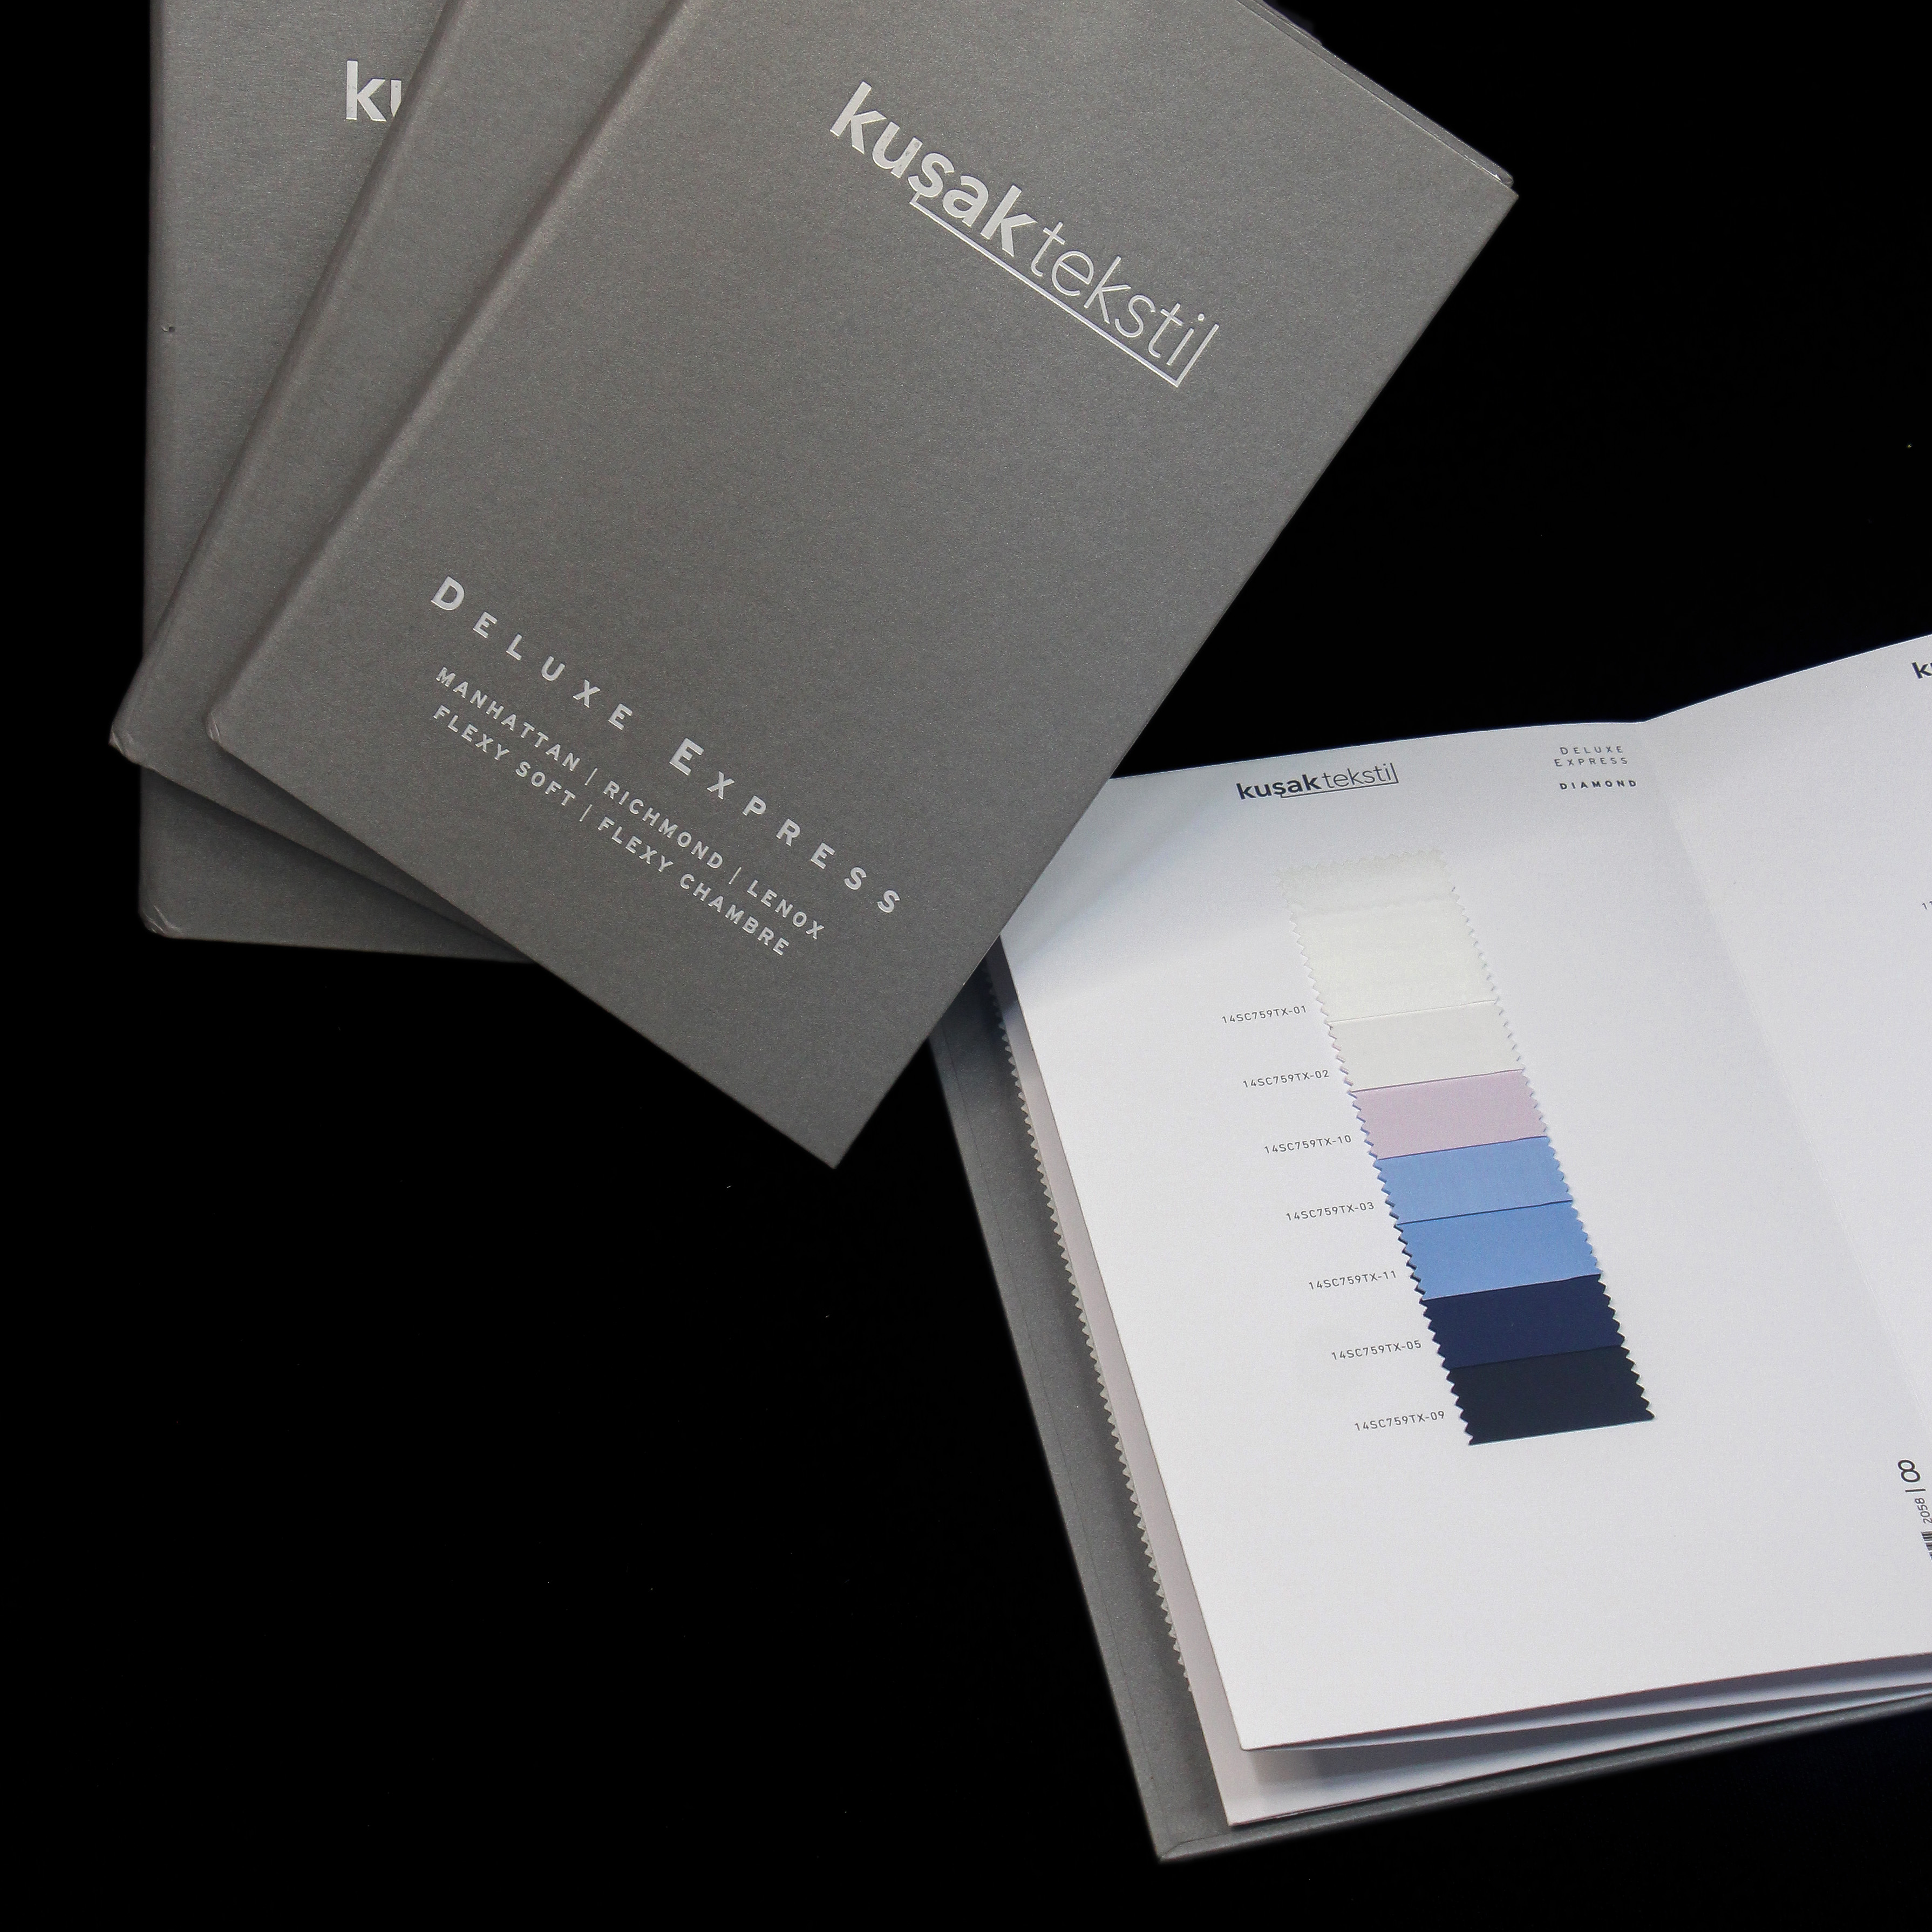 kuşaktekstil
DELUXE EXPRESS
MANHATTAN | RICHMOND | LENOX
FLEXY SOFT | FLEXY CHAMBRE
kuşaktekstil
DELUXE
EXPRESS
DIAMOND
14SC759TX-01
14SC759TX-02
14SC759TX-10
14SC759TX-03
14SC759TX-11
14SC759TX-05
14SC759TX-09
2058 | 8